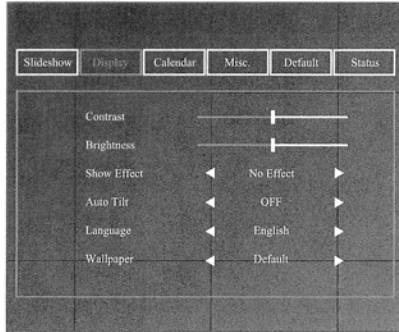 Slideshow Display Calendar Misc. Default Status
Contrast
Brightness
Show Effect No Effect
Auto Tilt OFF
Language English
Wallpaper Default